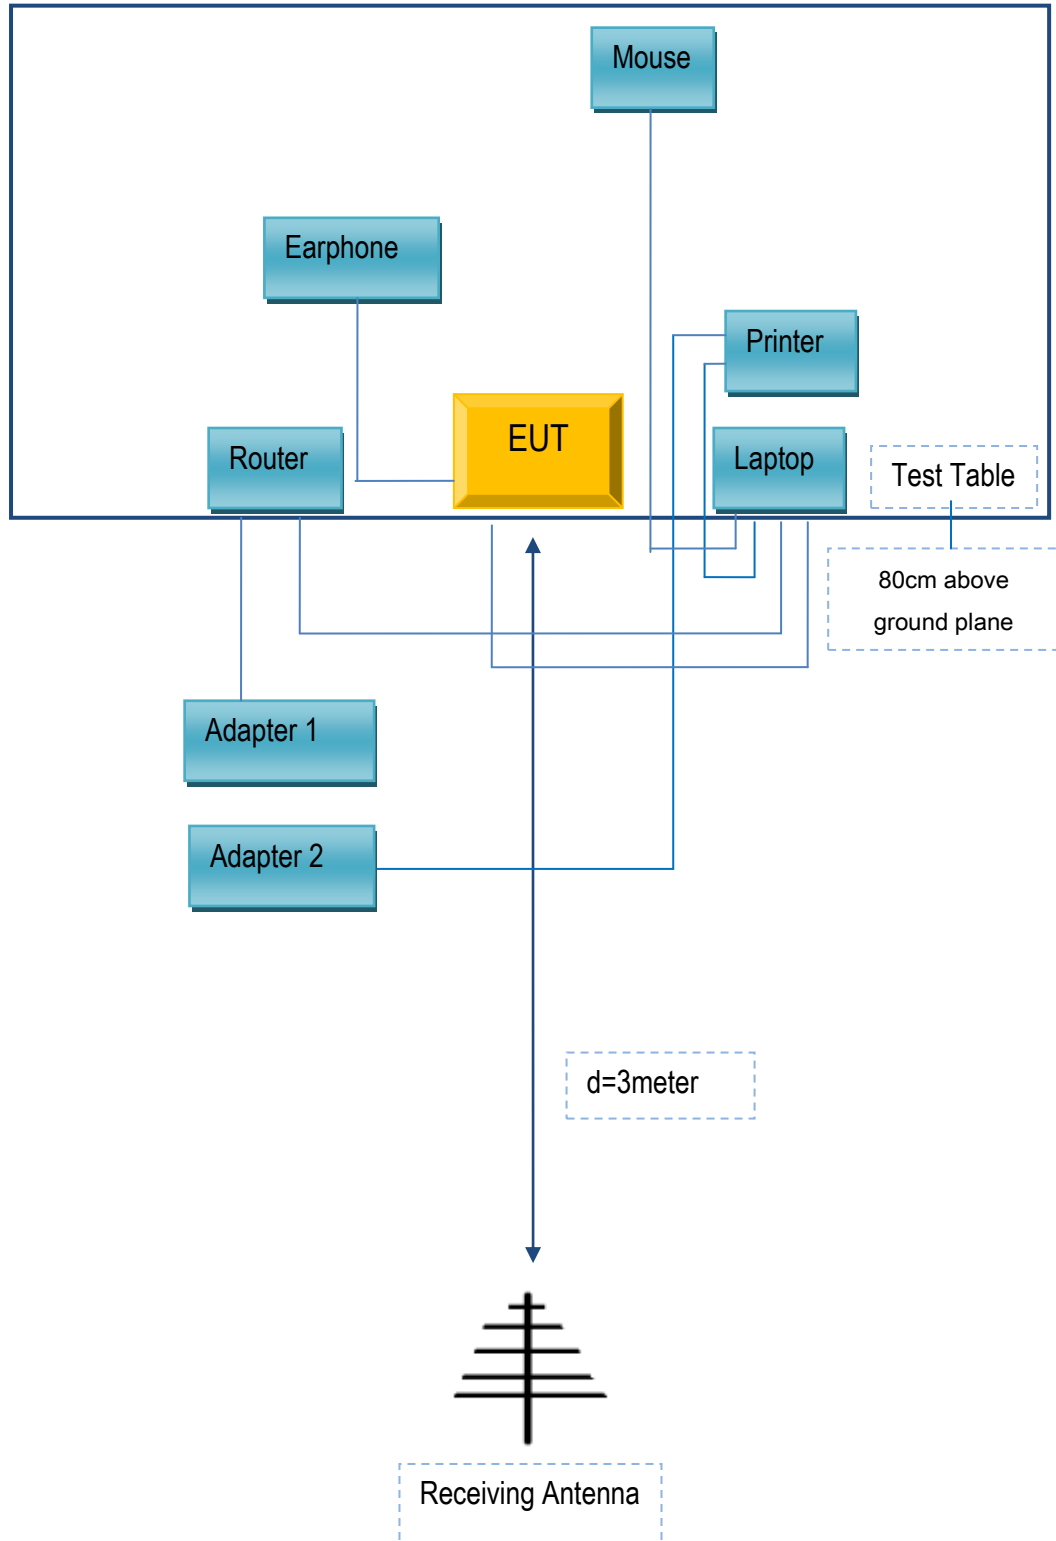 Mouse
Earphone
Printer
EUT
Router
Laptop
Test Table
80cm above
ground plane
Adapter 1
Adapter 2
d=3meter
Receiving Antenna